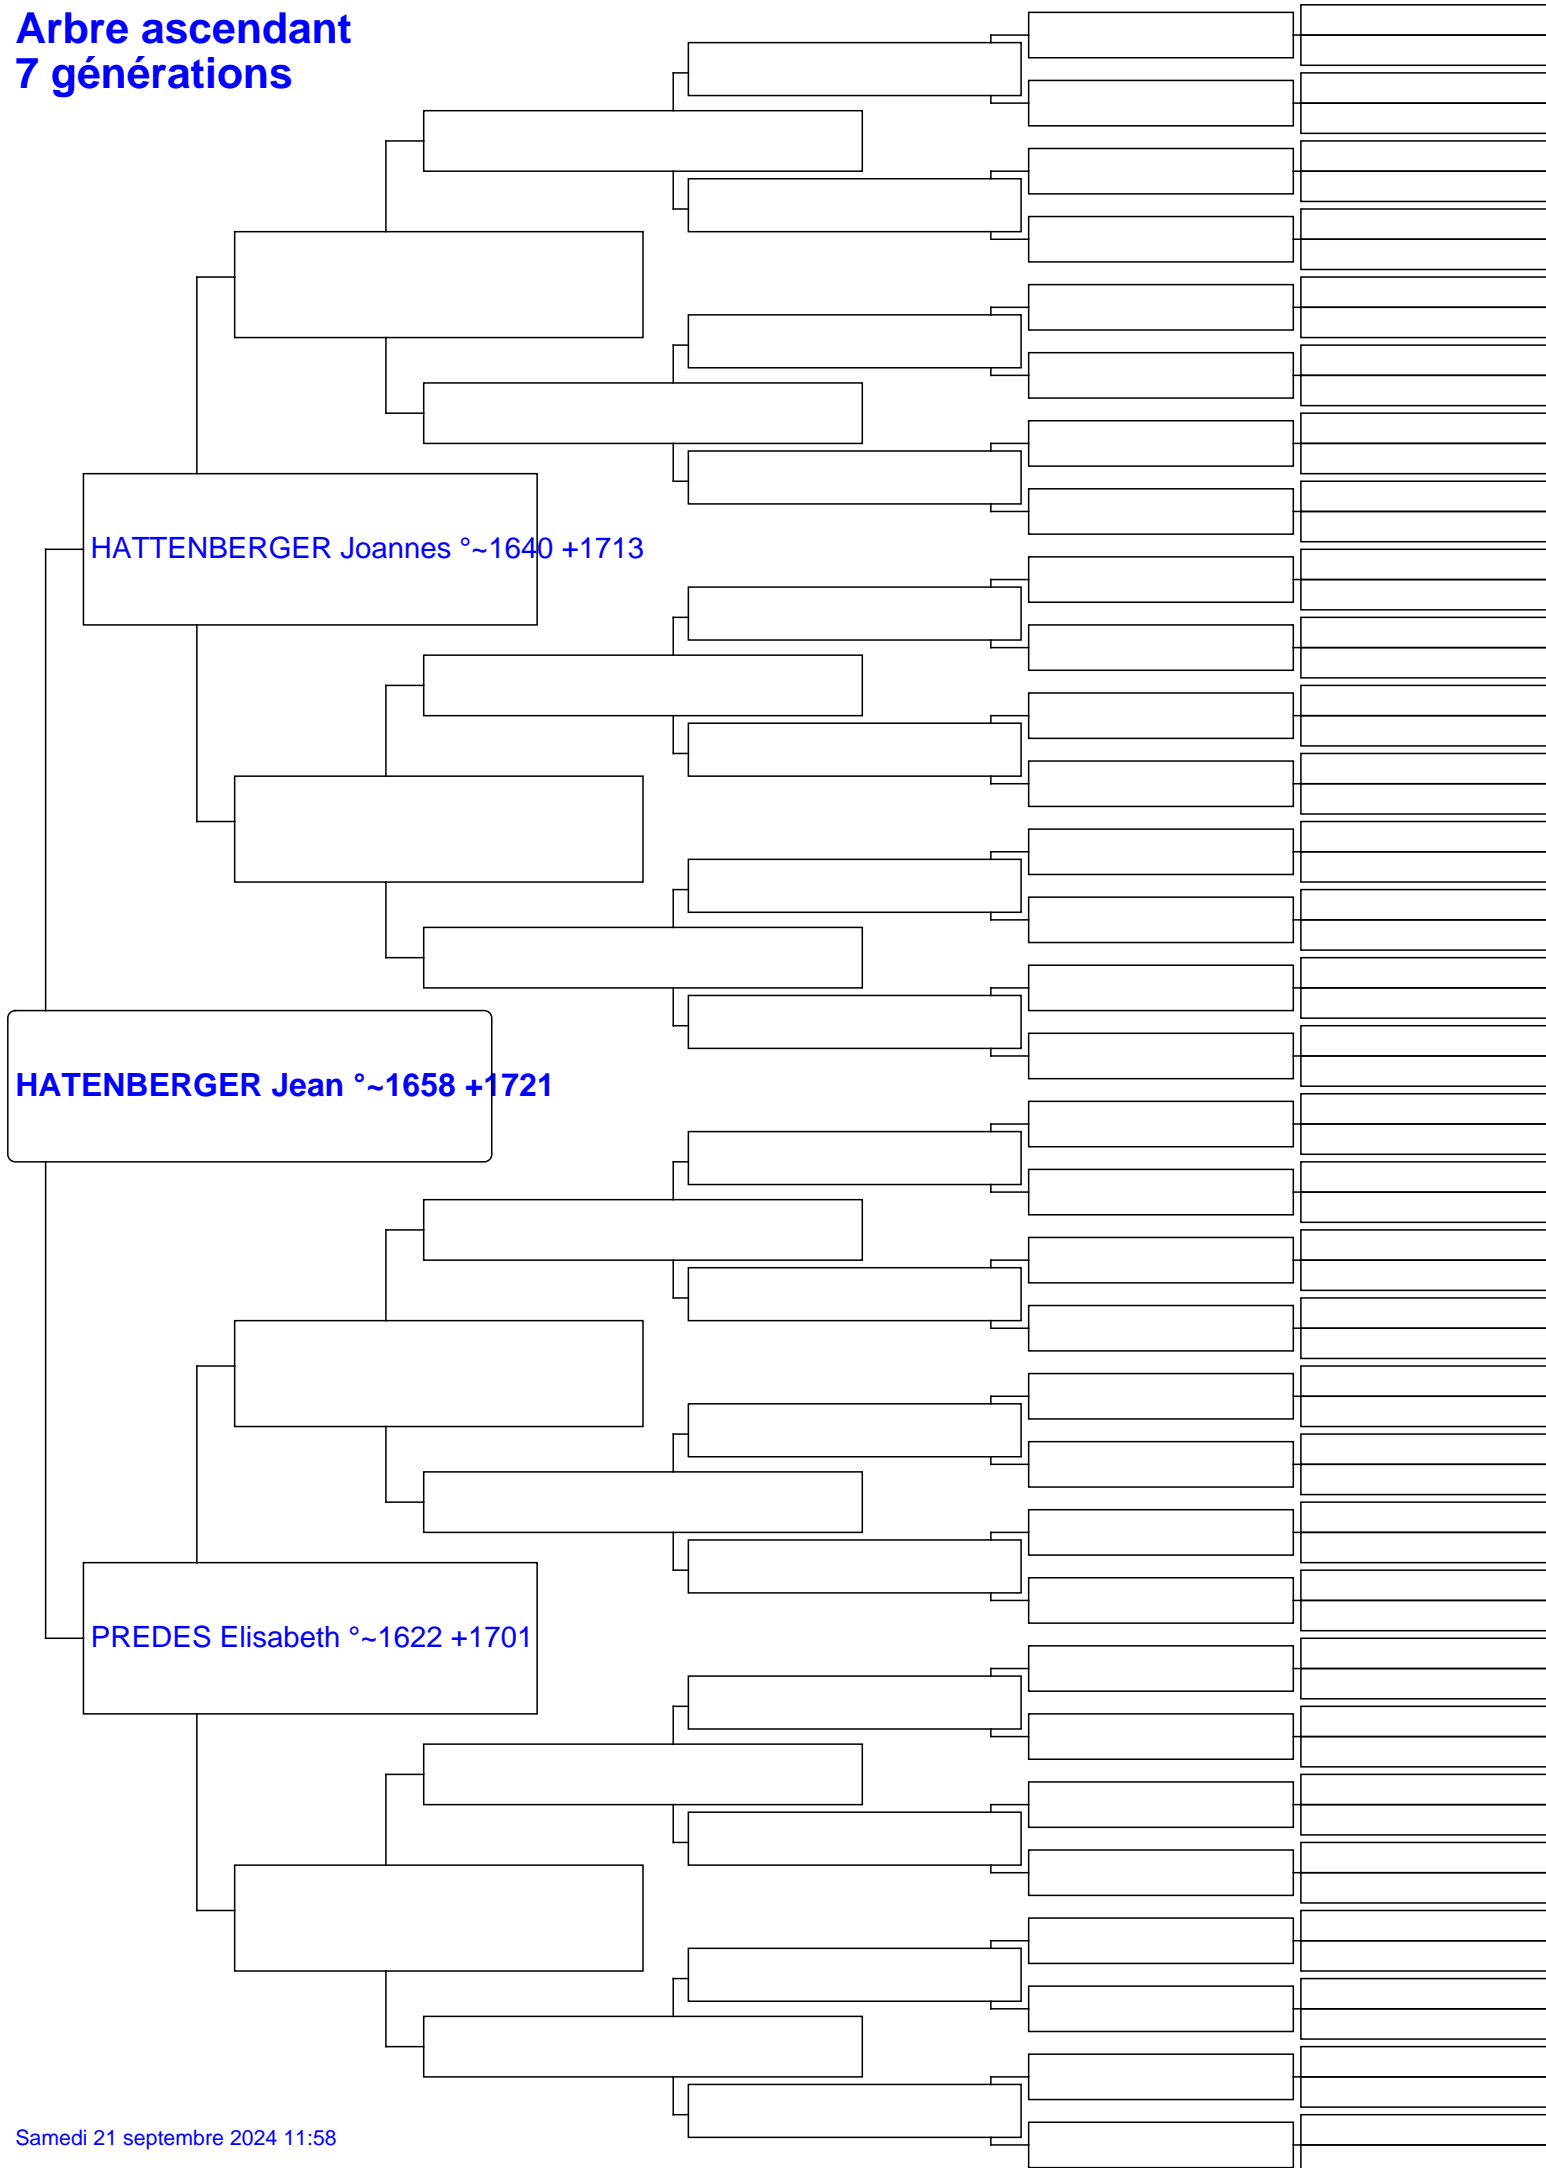 Arbre ascendant
7 générations
HATTENBERGER Joannes °~1640 +1713
HATENBERGER Jean °~1658 +1721
PREDES Elisabeth °~1622 +1701
Samedi 21 septembre 2024 11:58